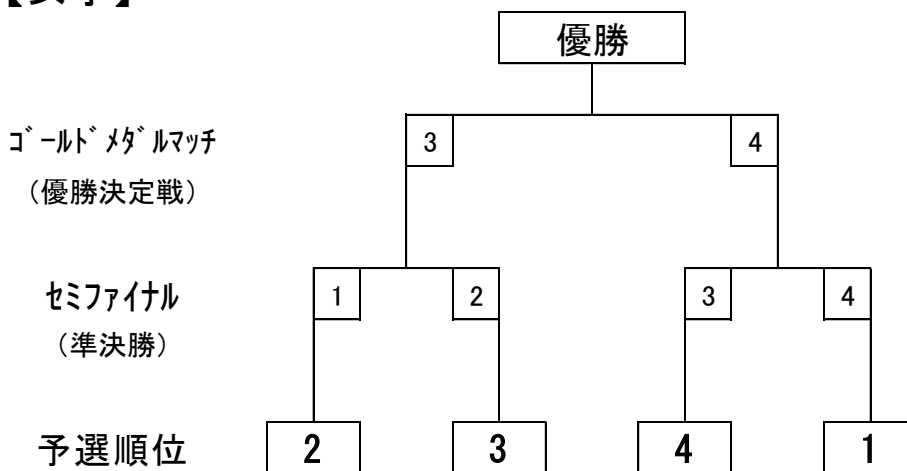 優勝
ｺﾞｰﾙﾄﾞﾒﾀﾞﾙﾏｯﾁ
3 4
（優勝決定戦）
ｾﾐﾌｧｲﾅﾙ
1 2 3 4
（準決勝）
予選順位 2 3 4 1